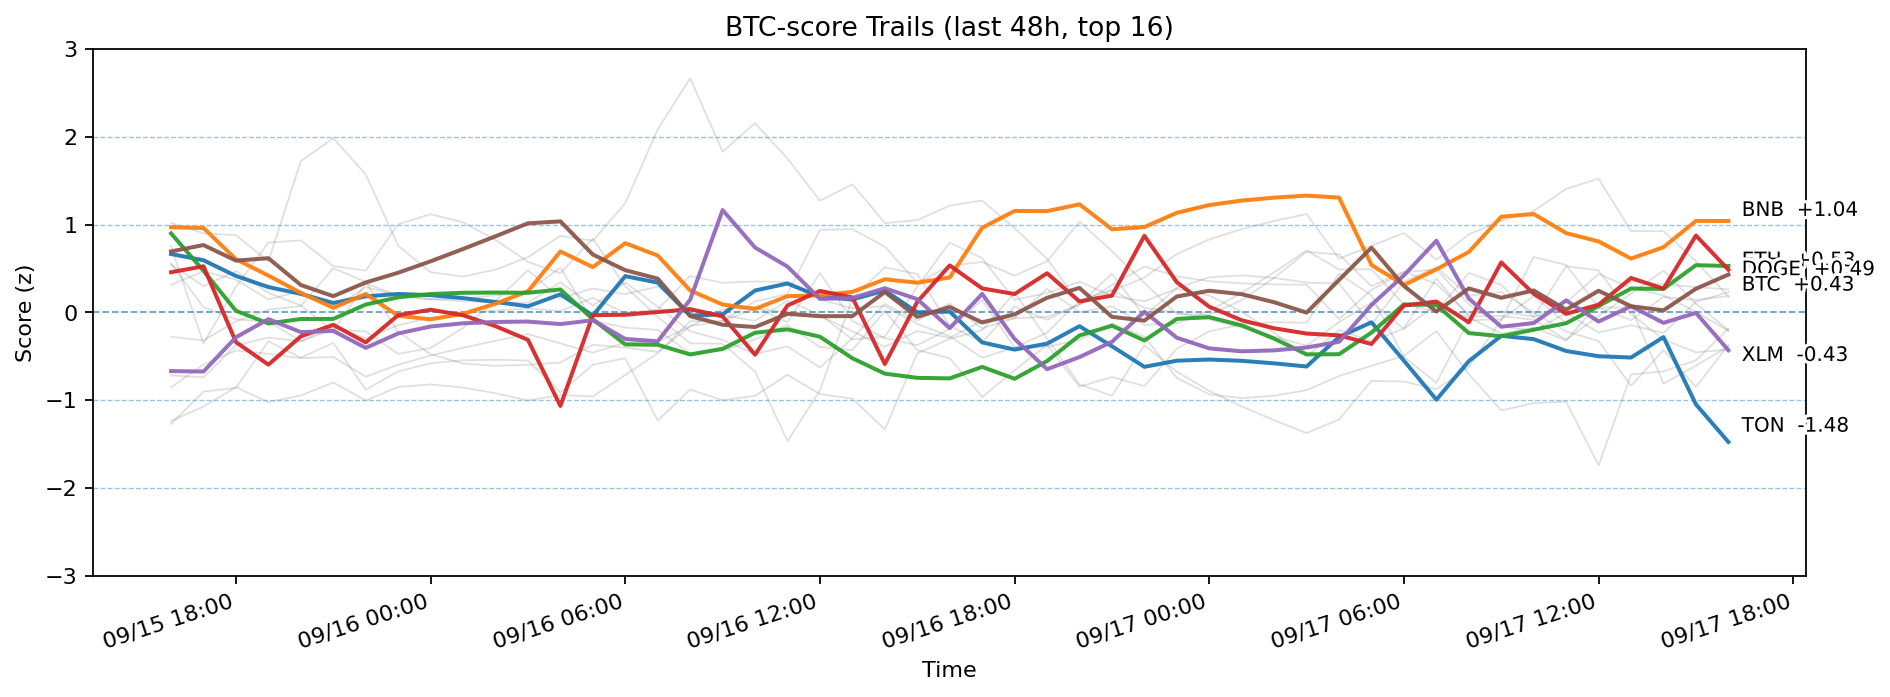 BTC-score Trails (last 48h, top 16)
Score (z)
3
2
1
0
−1
−2
−3
BNB +1.04
ETH +0.53
DOGE +0.49
BTC +0.43
XLM -0.43
TON -1.48
09/15 18:00
09/16 00:00
09/16 06:00
09/16 12:00
09/16 18:00
09/17 00:00
09/17 06:00
09/17 12:00
09/17 18:00
Time